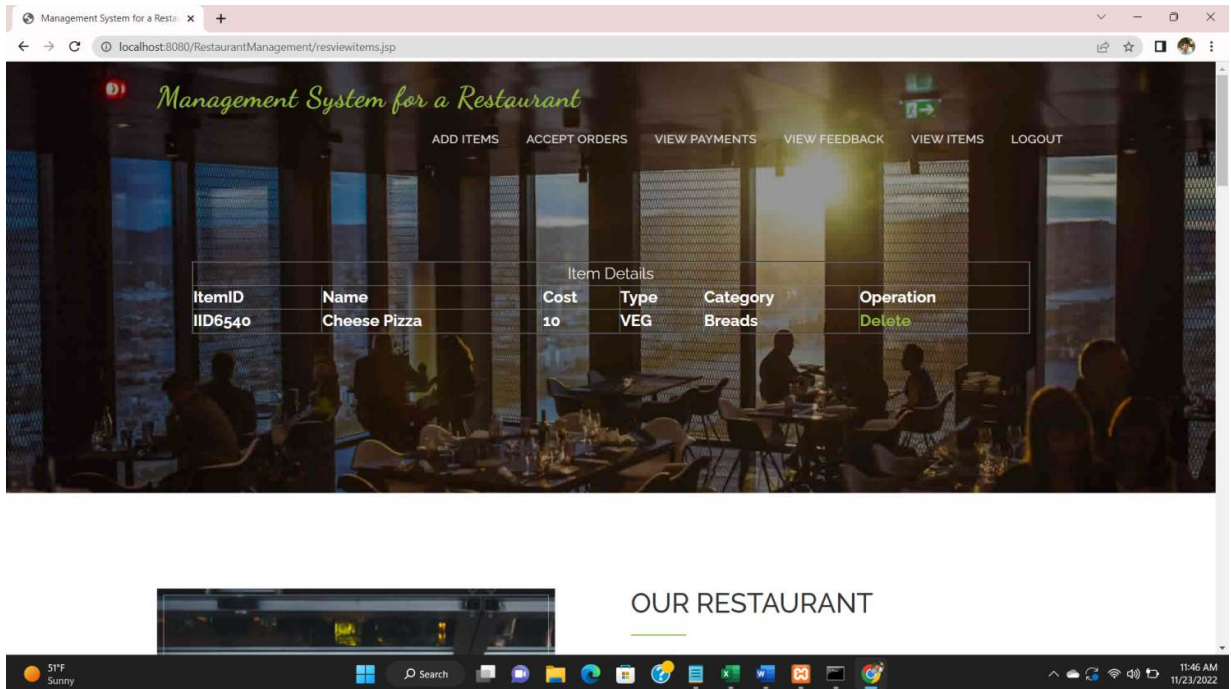 Management System for a Resta
localhost:8080/RestaurantManagement/resviewitems.jsp
Management System for a Restaurant
ADD ITEMS ACCEPT ORDERS VIEW PAYMENTS VIEW FEEDBACK VIEW ITEMS LOGOUT
Item Details
ItemID Name Cost Type Category Operation
IID6540 Cheese Pizza 10 VEG Breads Delete
OUR RESTAURANT
51°F
Sunny
Search
11:46 AM
11/23/2022